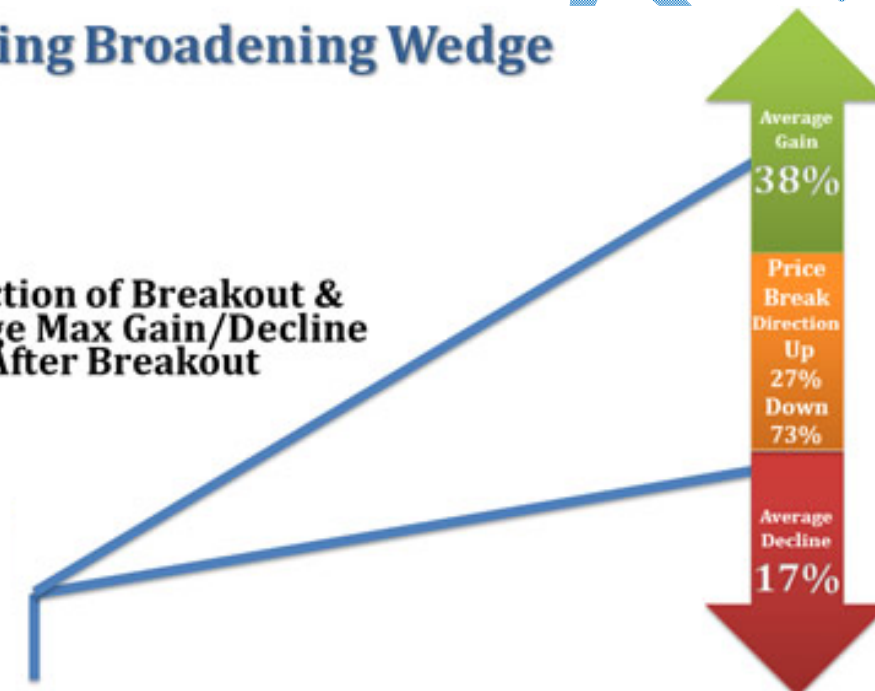 ing Broadening Wedge
ction of Breakout &
ge Max Gain/Decline
After Breakout
Average
Gain
38%
Price
Break
Direction
Up
27%
Down
73%
Average
Decline
17%